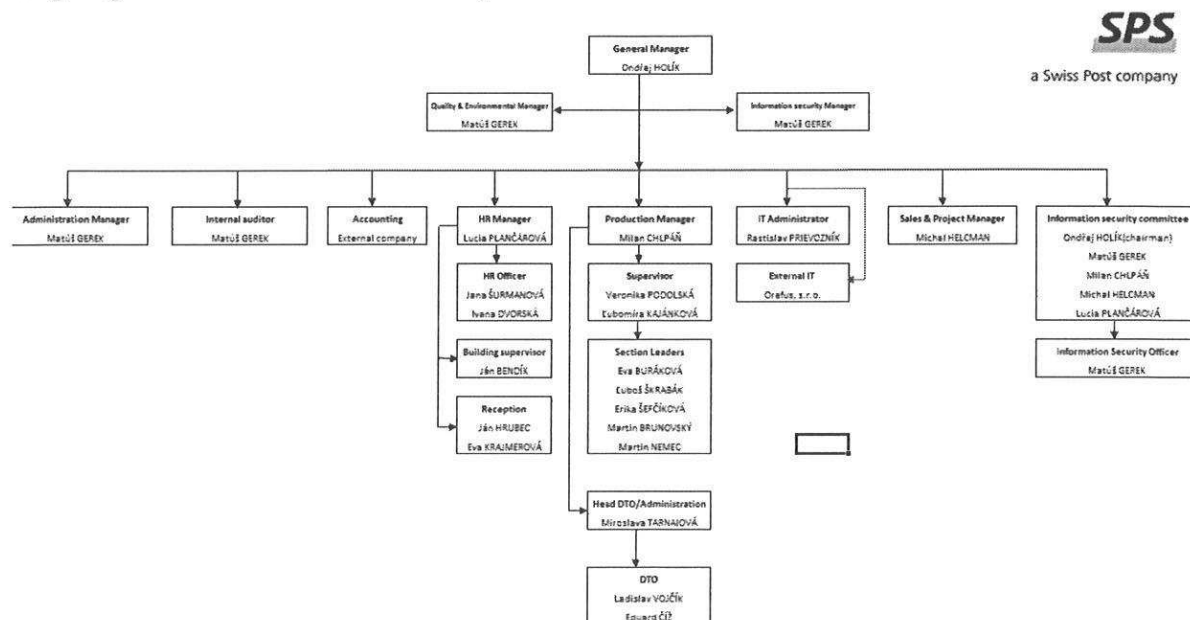 SPS
a Swiss Post company
General Manager
Ondřej HOLÍK
Quality & Environmental Manager
Matúš GEREK
Information security Manager
Matúš GEREK
Administration Manager
Matúš GEREK
Internal auditor
Matúš GEREK
Accounting
External company
HR Manager
Lucia PLANČÁROVÁ
Production Manager
Milan CHLPÁŇ
IT Administrator
Rastislav PRIEVOZNÍK
Sales & Project Manager
Michal HELCMAN
Information security committee
Ondřej HOLÍK(chairman)
Matúš GEREK
Milan CHLPÁŇ
Michal HELCMAN
Lucia PLANČÁROVÁ
HR Officer
Jana ŠURMANOVÁ
Ivana DVORSKÁ
Supervisor
Veronika PODOLSKÁ
Ľubomíra KAJÁNKOVÁ
External IT
Orefus, s.r.o.
Building supervisor
Ján BENDÍK
Section Leaders
Eva BURÁKOVÁ
Ľuboš ŠKRABÁK
Erika ŠEFČÍKOVÁ
Martin BRUNOVSKÝ
Martin NEMEC
Information Security Officer
Matúš GEREK
Reception
Ján HRUBEC
Eva KRAJMEROVÁ
Head DTO/Administration
Miroslava TARNAIOVÁ
DTO
Ladislav VOJČÍK
Eduard ČÍŽ